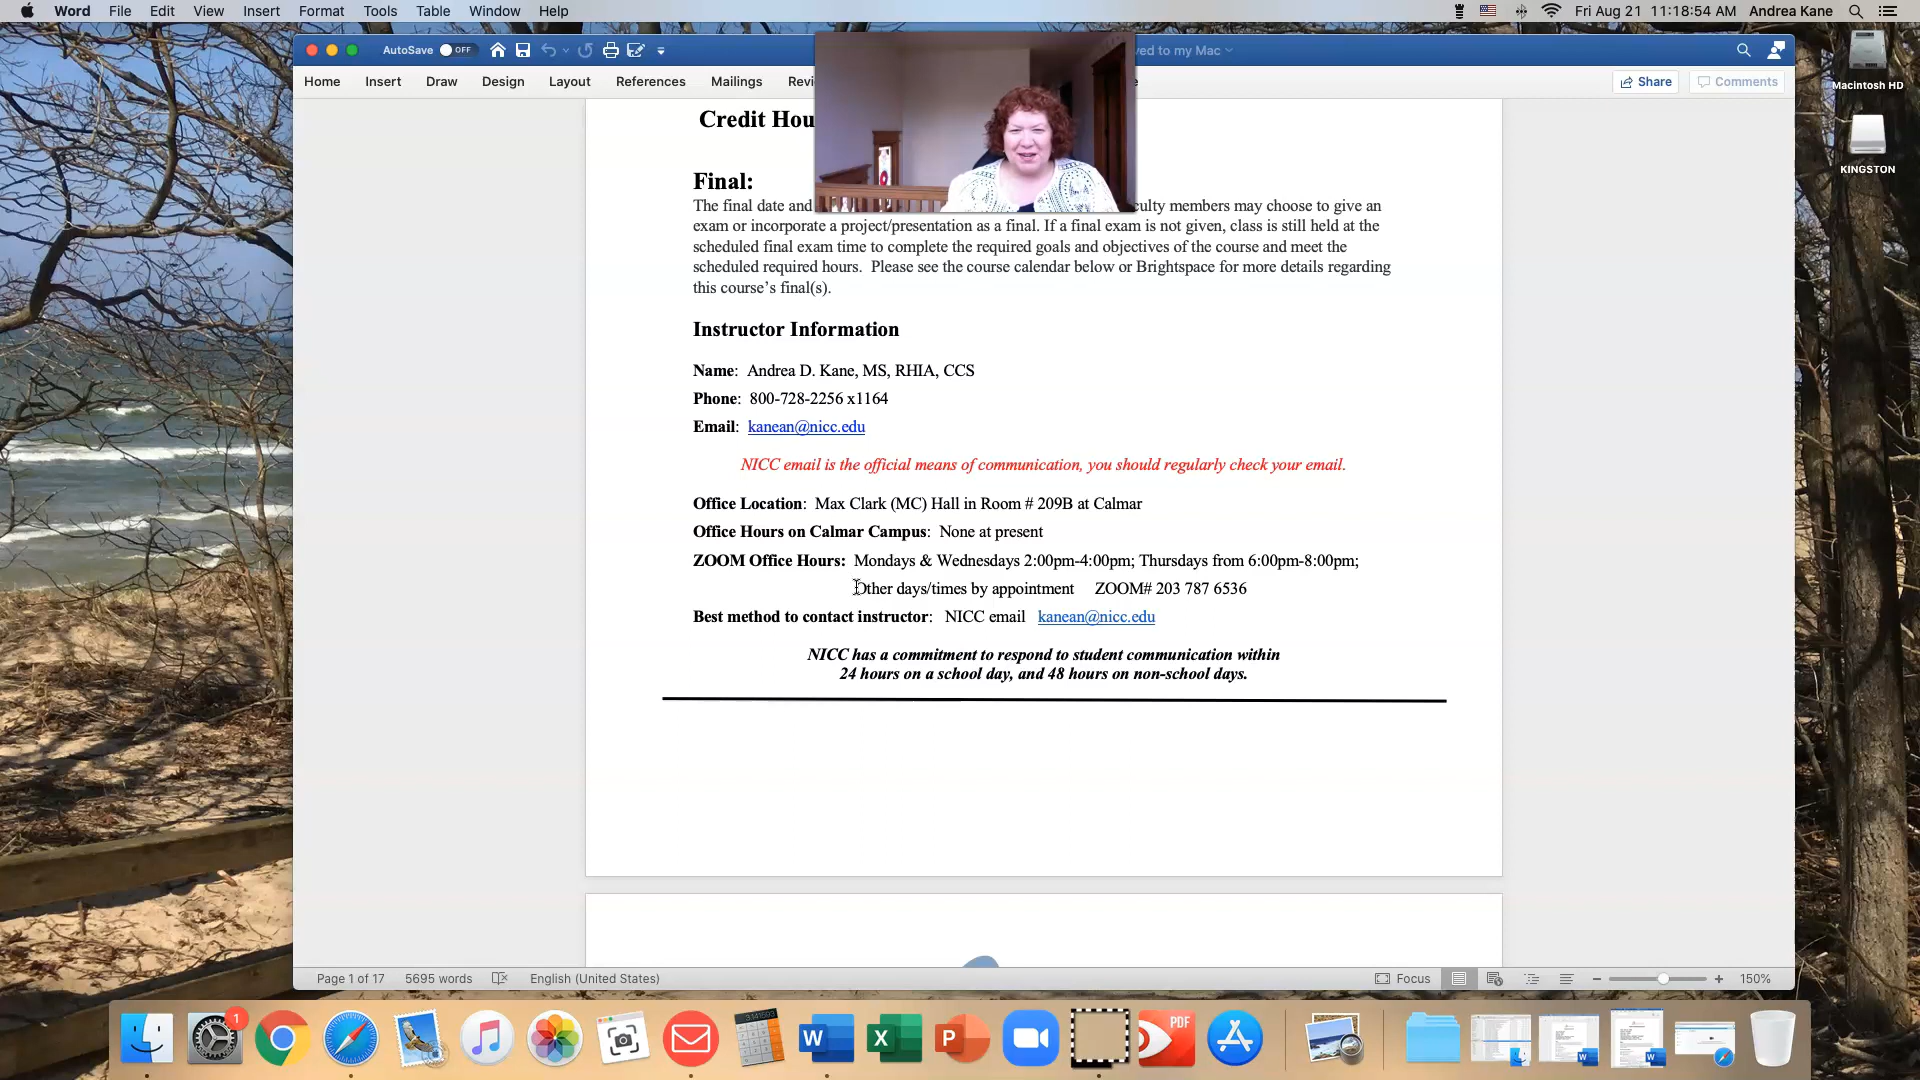 Word File Edit View Insert Format Tools Table Window Help
Fri Aug 21 11:18:54 AM Andrea Kane
AutoSave OFF
ved to my Mac
Home Insert Draw Design Layout References Mailings Revi
Share Comments
Macintosh HD
KINGSTON
Credit Hou
Final:
The final date and culty members may choose to give an
exam or incorporate a project/presentation as a final. If a final exam is not given, class is still held at the
scheduled final exam time to complete the required goals and objectives of the course and meet the
scheduled required hours. Please see the course calendar below or Brightspace for more details regarding
this course's final(s).
Instructor Information
Name: Andrea D. Kane, MS, RHIA, CCS
Phone: 800-728-2256 x1164
Email: kanean@nicc.edu
NICC email is the official means of communication, you should regularly check your email.
Office Location: Max Clark (MC) Hall in Room # 209B at Calmar
Office Hours on Calmar Campus: None at present
ZOOM Office Hours: Mondays & Wednesdays 2:00pm-4:00pm; Thursdays from 6:00pm-8:00pm;
Other days/times by appointment ZOOM# 203 787 6536
Best method to contact instructor: NICC email kanean@nicc.edu
NICC has a commitment to respond to student communication within
24 hours on a school day, and 48 hours on non-school days.
Page 1 of 17 5695 words English (United States)
Focus 150%
1
3.141593
W X P PDF